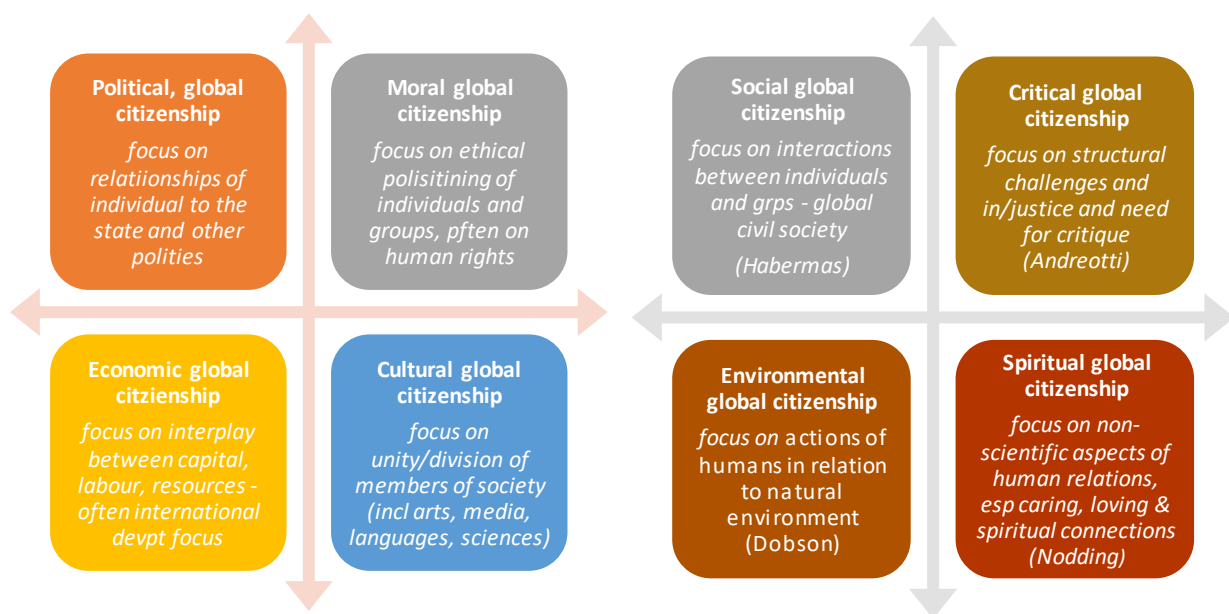 Political, global
citizenship
focus on
relatiionships of
individual to the
state and other
polities
Moral global
citizenship
focus on ethical
polisitining of
individuals and
groups, pften on
human rights
Economic global
citzienship
focus on interplay
between capital,
labour, resources -
often international
devpt focus
Cultural global
citizenship
focus on
unity/division of
members of society
(incl arts, media,
languages, sciences)
Social global
citizenship
focus on interactions
between individuals
and grps - global
civil society
(Habermas)
Critical global
citizenship
focus on structural
challenges and
in/justice and need
for critique
(Andreotti)
Environmental
global citizenship
focus on actions of
humans in relation
to natural
environment
(Dobson)
Spiritual global
citizenship
focus on non-
scientific aspects of
human relations,
esp caring, loving &
spiritual connections
(Nodding)